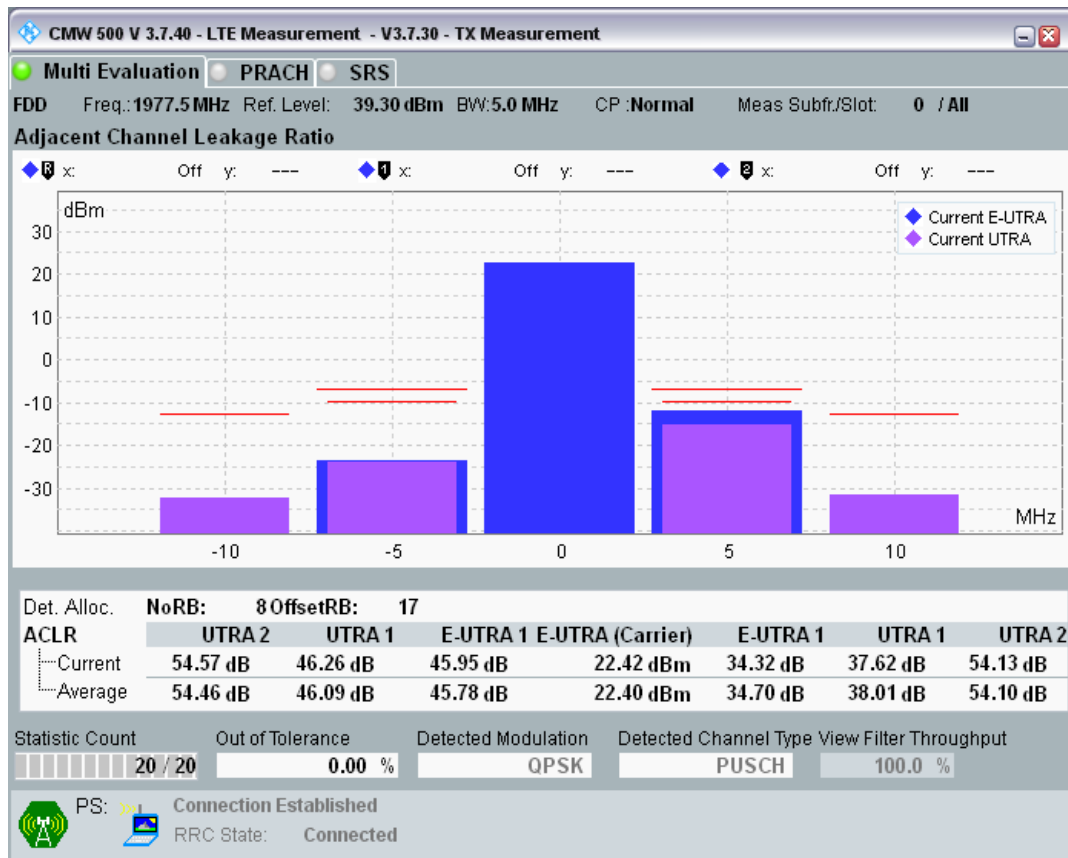 CMW 500 V 3.7.40 - LTE Measurement - V3.7.30 - TX Measurement
Multi Evaluation PRACH SRS
FDD Freq.:1977.5 MHz Ref. Level: 39.30 dBm BW:5.0 MHz CP :Normal Meas Subfr./Slot: 0 / All
Adjacent Channel Leakage Ratio
R x: Off y: --- 1 x: Off y: --- 2 x: Off y: ---
dBm
Current E-UTRA
Current UTRA
30
20
10
0
-10
-20
-30
MHz
-10 -5 0 5 10
Det. Alloc. NoRB: 8 OffsetRB: 17
ACLR UTRA 2 UTRA 1 E-UTRA 1 E-UTRA (Carrier) E-UTRA 1 UTRA 1 UTRA 2
Current 54.57 dB 46.26 dB 45.95 dB 22.42 dBm 34.32 dB 37.62 dB 54.13 dB
Average 54.46 dB 46.09 dB 45.78 dB 22.40 dBm 34.70 dB 38.01 dB 54.10 dB
Statistic Count Out of Tolerance Detected Modulation Detected Channel Type View Filter Throughput
20 / 20 0.00 % QPSK PUSCH 100.0 %
PS: Connection Established
RRC State: Connected